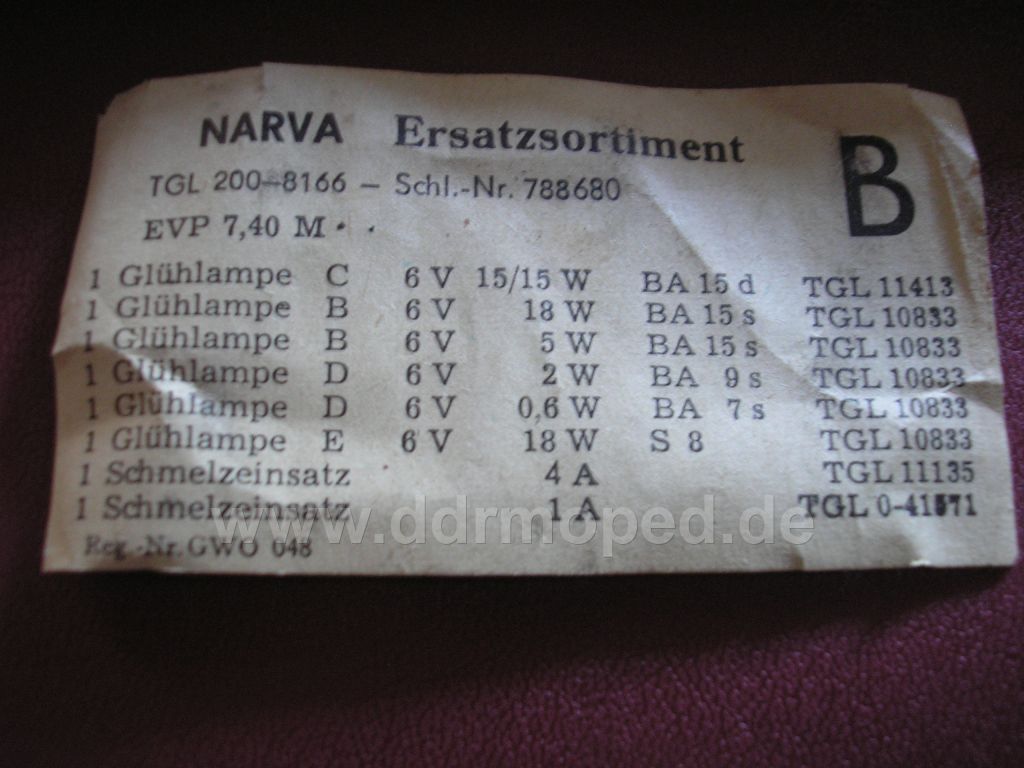 NARVA Ersatzsortiment B
TGL 200-8166 - Schl.-Nr. 788680
EVP 7,40 M
1 Glühlampe C 6 V 15/15 W BA 15 d TGL 11413
1 Glühlampe B 6 V 18 W BA 15 s TGL 10833
1 Glühlampe B 6 V 5 W BA 15 s TGL 10833
1 Glühlampe D 6 V 2 W BA 9 s TGL 10833
1 Glühlampe D 6 V 0,6 W BA 7 s TGL 10833
1 Glühlampe E 6 V 18 W S 8 TGL 10833
1 Schmelzeinsatz 4 A TGL 11135
1 Schmelzeinsatz 1 A TGL 0-41571
www.ddrmoped.de
Reg.-Nr. GWO 048